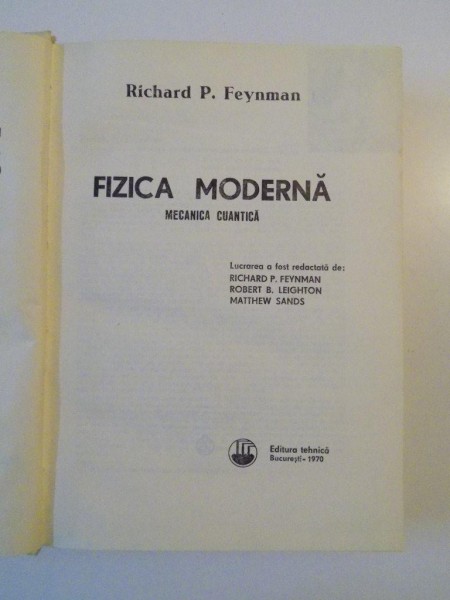 Richard P. Feynman
FIZICA MODERNĂ
MECANICA CUANTICĂ
Lucrarea a fost redactată de:
RICHARD P. FEYNMAN
ROBERT B. LEIGHTON
MATTHEW SANDS
Editura tehnică
Bucureşti - 1970